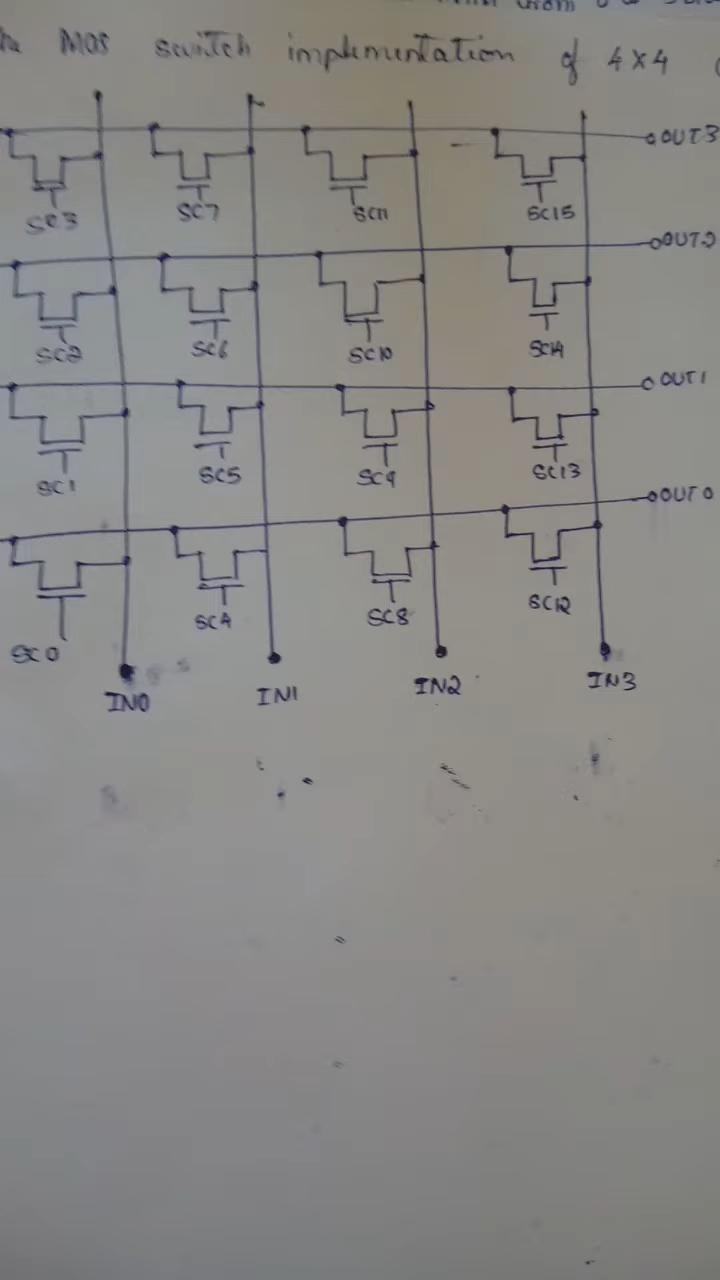 MOS switch implementation of 4x4
OUT3
SC3 SC7 SC11 SC15
OUT2
SC2 SC6 SC10 SC14
OUT1
SC1 SC5 SC9 SC13
OUT0
SC0 SC4 SC8 SC12
IN0 IN1 IN2 IN3